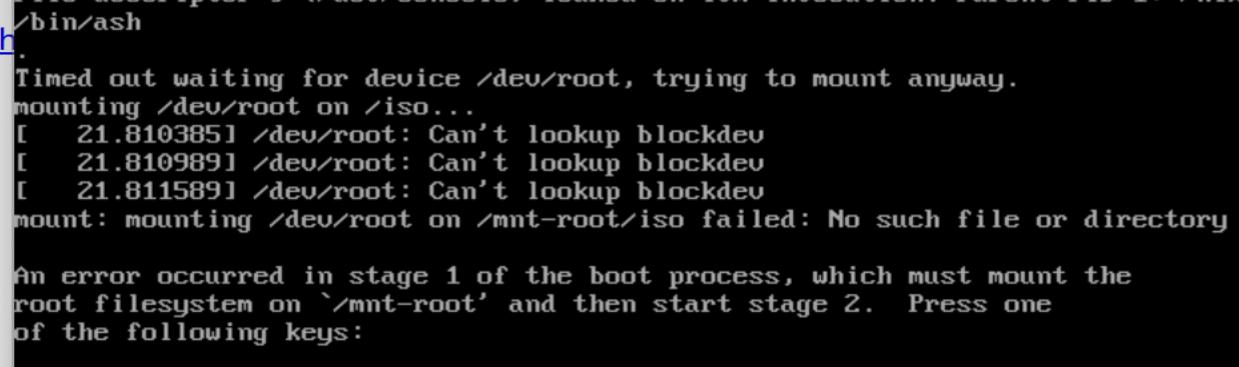 /bin/ash
h
.
Timed out waiting for device /dev/root, trying to mount anyway.
mounting /dev/root on /iso...
[   21.810385] /dev/root: Can't lookup blockdev
[   21.810989] /dev/root: Can't lookup blockdev
[   21.811589] /dev/root: Can't lookup blockdev
mount: mounting /dev/root on /mnt-root/iso failed: No such file or directory
An error occurred in stage 1 of the boot process, which must mount the
root filesystem on `/mnt-root' and then start stage 2.  Press one
of the following keys: